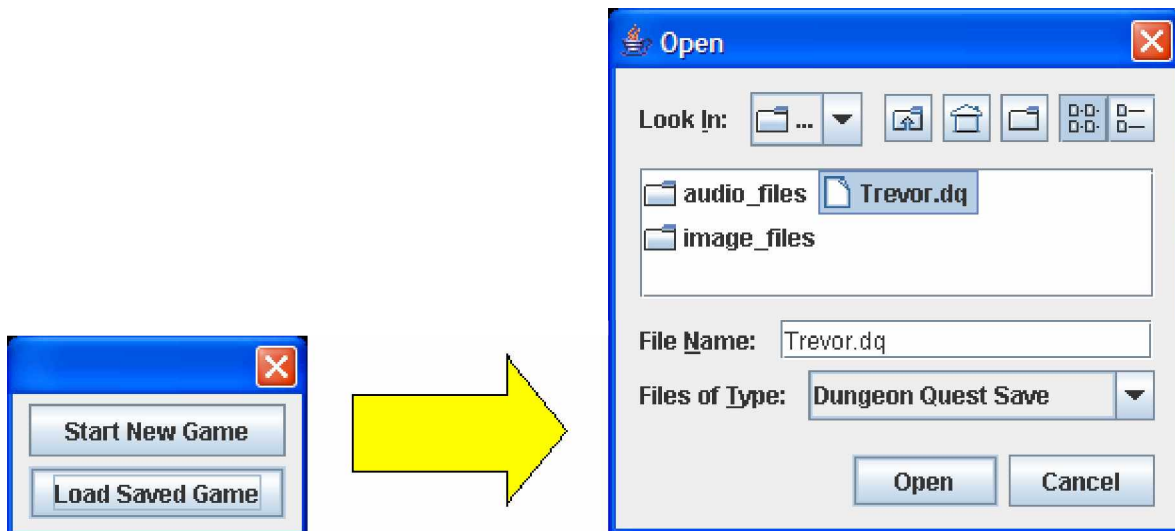 Start New Game
Load Saved Game
Open
Look In: ...
audio_files Trevor.dq
image_files
File Name: Trevor.dq
Files of Type: Dungeon Quest Save
Open Cancel